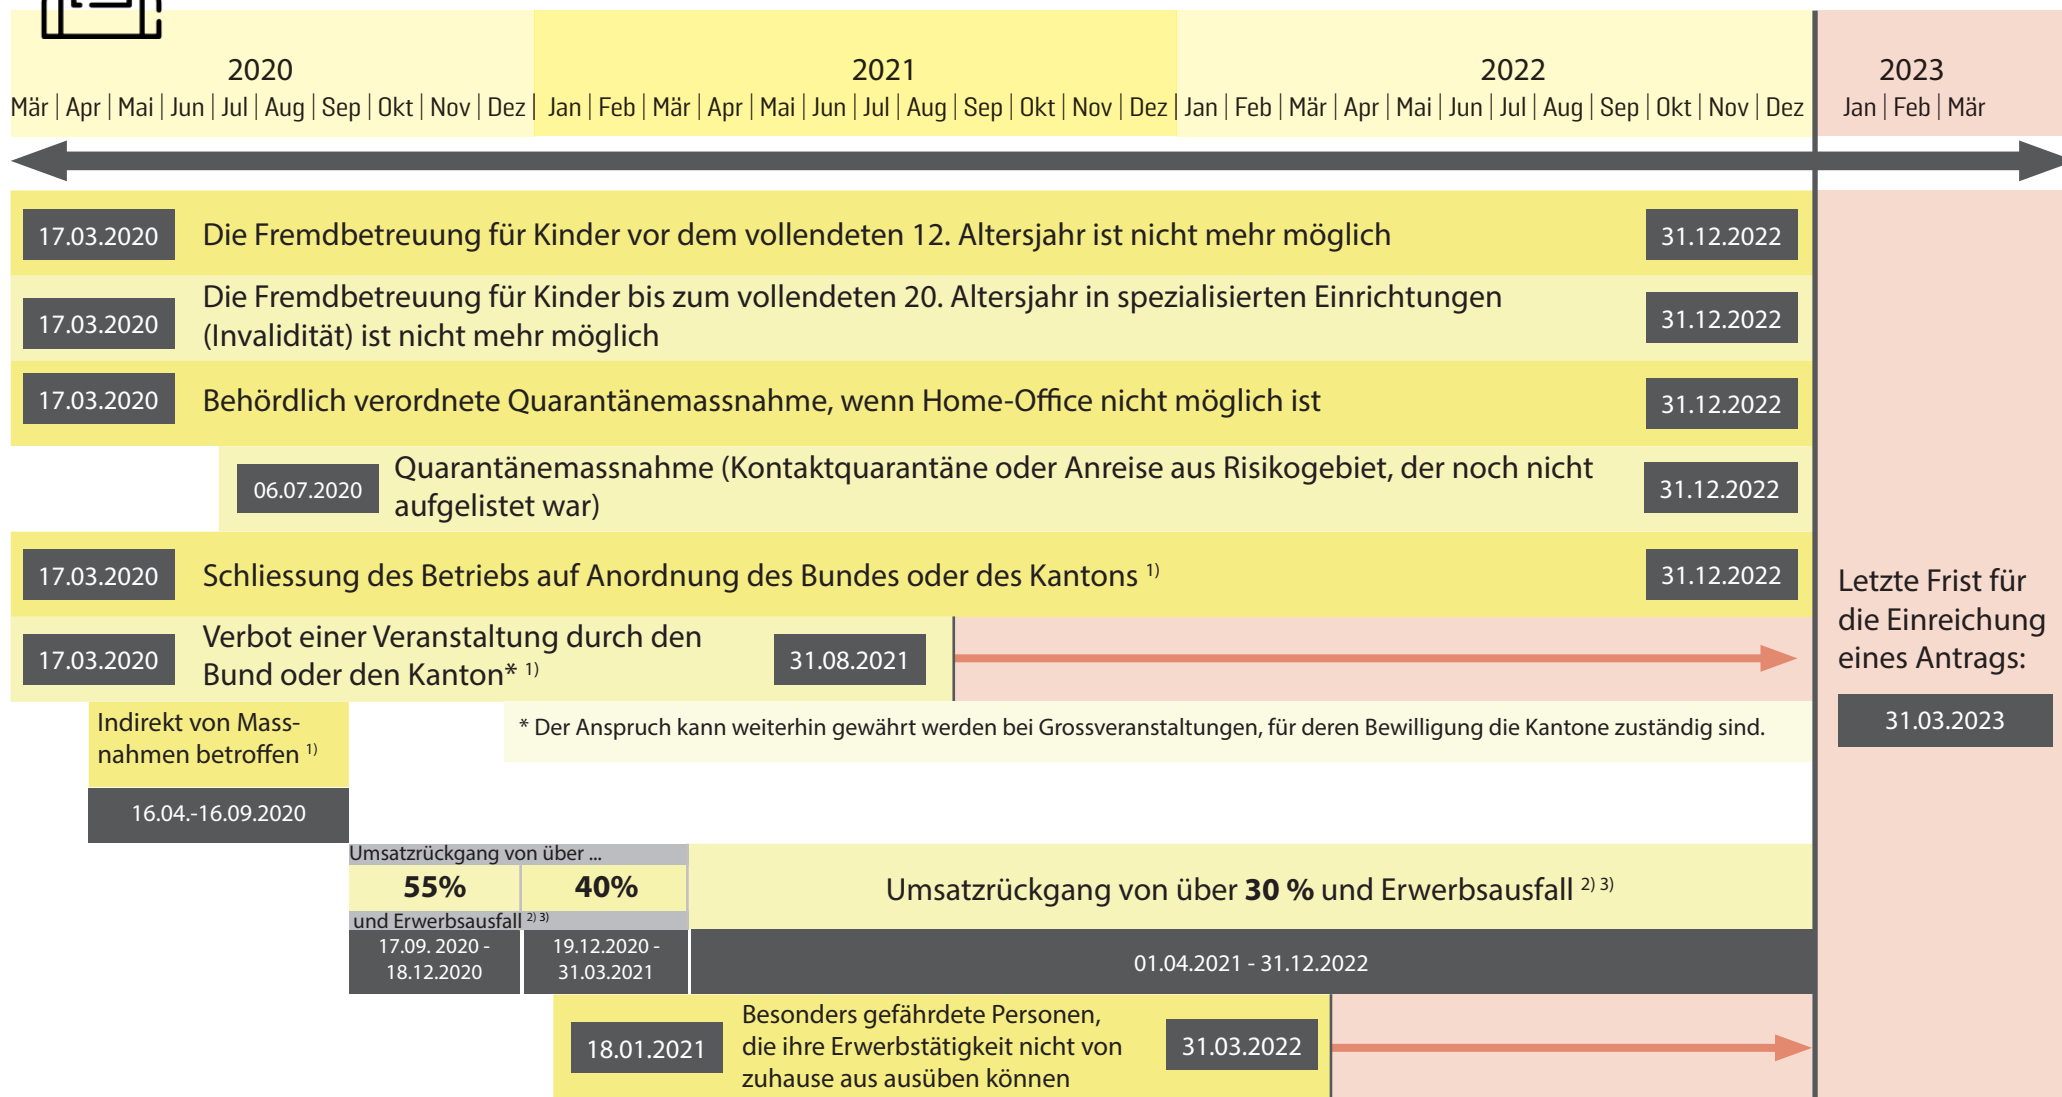 2020 2021 2022 2023
Mär | Apr | Mai | Jun | Jul | Aug | Sep | Okt | Nov | Dez | Jan | Feb | Mär | Apr | Mai | Jun | Jul | Aug | Sep | Okt | Nov | Dez | Jan | Feb | Mär | Apr | Mai | Jun | Jul | Aug | Sep | Okt | Nov | Dez Jan | Feb | Mär
17.03.2020 Die Fremdbetreuung für Kinder vor dem vollendeten 12. Altersjahr ist nicht mehr möglich 31.12.2022
17.03.2020 Die Fremdbetreuung für Kinder bis zum vollendeten 20. Altersjahr in spezialisierten Einrichtungen
(Invalidität) ist nicht mehr möglich 31.12.2022
17.03.2020 Behördlich verordnete Quarantänemassnahme, wenn Home-Office nicht möglich ist 31.12.2022
06.07.2020 Quarantänemassnahme (Kontaktquarantäne oder Anreise aus Risikogebiet, der noch nicht
aufgelistet war) 31.12.2022
17.03.2020 Schliessung des Betriebs auf Anordnung des Bundes oder des Kantons 1) 31.12.2022
17.03.2020 Verbot einer Veranstaltung durch den
Bund oder den Kanton* 1) 31.08.2021
Letzte Frist für
die Einreichung
eines Antrags:
31.03.2023
Indirekt von Mass-
nahmen betroffen 1)
16.04.-16.09.2020
* Der Anspruch kann weiterhin gewährt werden bei Grossveranstaltungen, für deren Bewilligung die Kantone zuständig sind.
Umsatzrückgang von über ...
55% 40%
und Erwerbsausfall 2) 3)
17.09. 2020 -
18.12.2020
19.12.2020 -
31.03.2021
Umsatzrückgang von über 30 % und Erwerbsausfall 2) 3)
01.04.2021 - 31.12.2022
18.01.2021
Besonders gefährdete Personen,
die ihre Erwerbstätigkeit nicht von
zuhause aus ausüben können
31.03.2022